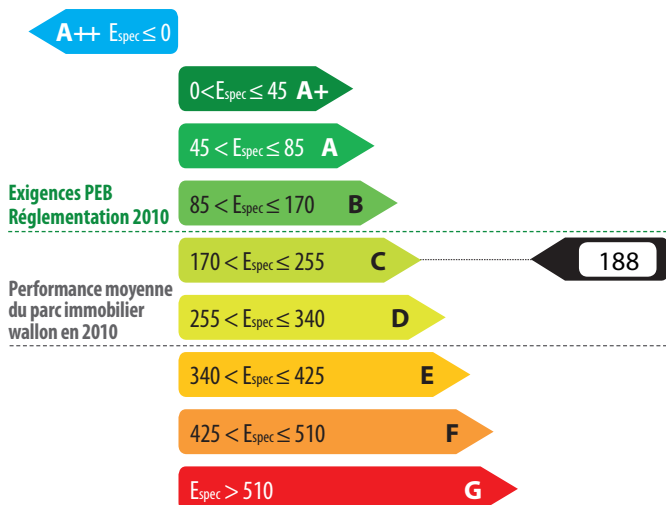 A++ Espec ≤ 0
0 < Espec ≤ 45 A+
45 < Espec ≤ 85 A
Exigences PEB
Réglementation 2010
85 < Espec ≤ 170 B
170 < Espec ≤ 255 C
188
Performance moyenne
du parc immobilier
wallon en 2010
255 < Espec ≤ 340 D
340 < Espec ≤ 425 E
425 < Espec ≤ 510 F
Espec > 510 G